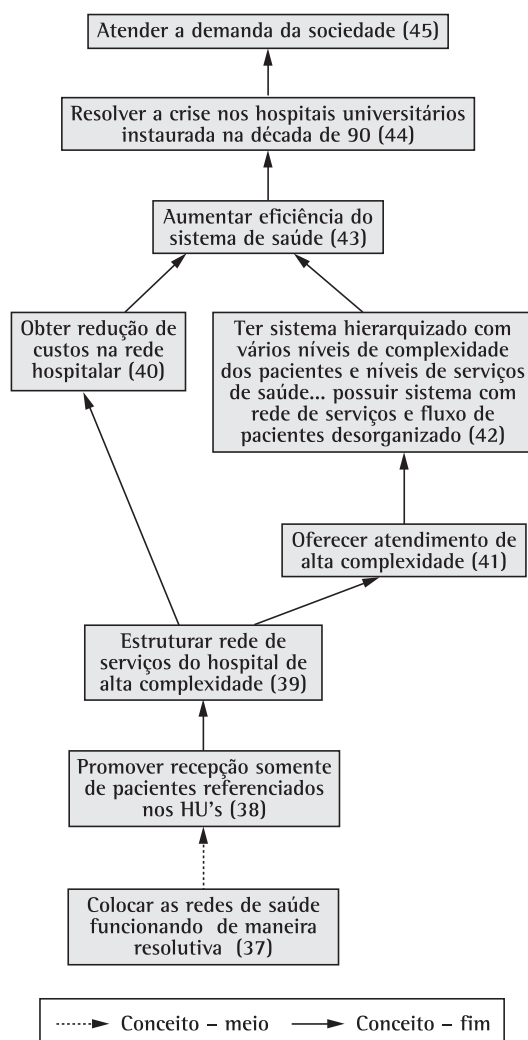 Atender a demanda da sociedade (45)
Resolver a crise nos hospitais universitários
instaurada na década de 90 (44)
Aumentar eficiência do
sistema de saúde (43)
Obter redução de
custos na rede
hospitalar (40)
Ter sistema hierarquizado com
vários níveis de complexidade
dos pacientes e níveis de serviços
de saúde... possuir sistema com
rede de serviços e fluxo de
pacientes desorganizado (42)
Oferecer atendimento de
alta complexidade (41)
Estruturar rede de
serviços do hospital de
alta complexidade (39)
Promover recepção somente
de pacientes referenciados
nos HU's (38)
Colocar as redes de saúde
funcionando de maneira
resolutiva (37)
Conceito – meio Conceito – fim